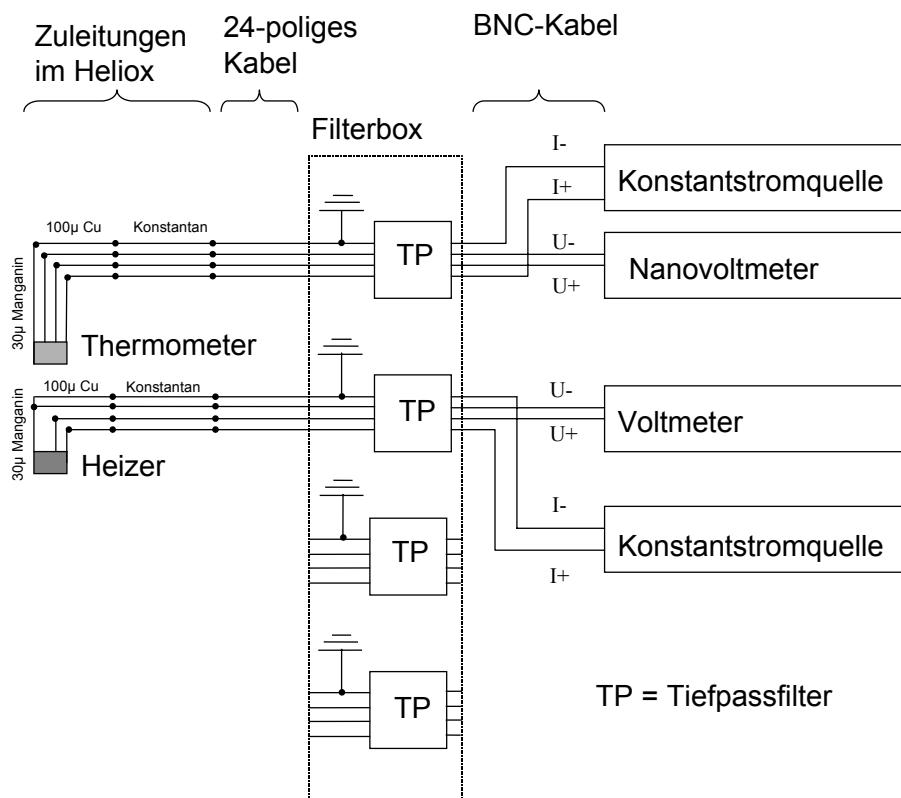 Zuleitungen
im Heliox
24-poliges
Kabel
BNC-Kabel
Filterbox
I-
I+
Konstantstromquelle
100µ Cu
Konstantan
TP
U-
U+
Nanovoltmeter
30µ Manganin
Thermometer
100µ Cu
Konstantan
TP
U-
U+
Voltmeter
30µ Manganin
Heizer
I-
I+
Konstantstromquelle
TP
TP
TP = Tiefpassfilter